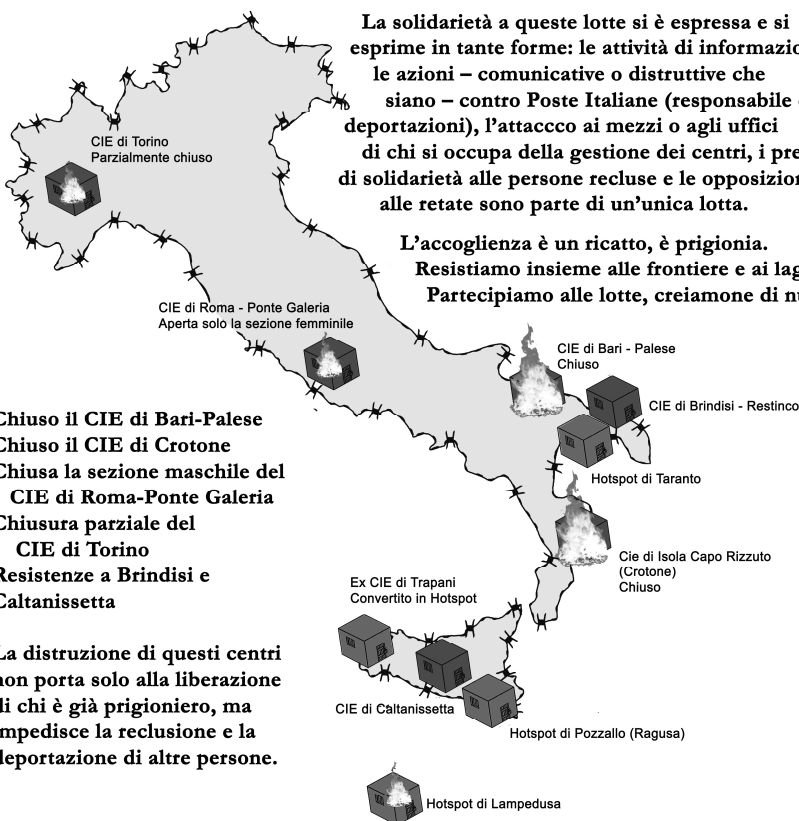 La solidarietà a queste lotte si è espressa e si
esprime in tante forme: le attività di informazio
le azioni – comunicative o distruttive che
siano – contro Poste Italiane (responsabile
deportazioni), l'attaccco ai mezzi o agli uffici
di chi si occupa della gestione dei centri, i pre
di solidarietà alle persone recluse e le opposizion
alle retate sono parte di un'unica lotta.
L'accoglienza è un ricatto, è prigionia.
Resistiamo insieme alle frontiere e ai lag
Partecipiamo alle lotte, creiamone di nu
CIE di Torino
Parzialmente chiuso
CIE di Roma - Ponte Galeria
Aperta solo la sezione femminile
CIE di Bari - Palese
Chiuso
CIE di Brindisi - Restinco
Hotspot di Taranto
Cie di Isola Capo Rizzuto
(Crotone)
Chiuso
Chiuso il CIE di Bari-Palese
Chiuso il CIE di Crotone
Chiusa la sezione maschile del
CIE di Roma-Ponte Galeria
Chiusura parziale del
CIE di Torino
Resistenze a Brindisi e
Caltanissetta
La distruzione di questi centri
non porta solo alla liberazione
di chi è già prigioniero, ma
mpedisce la reclusione e la
deportazione di altre persone.
Ex CIE di Trapani
Convertito in Hotspot
CIE di Caltanissetta
Hotspot di Pozzallo (Ragusa)
Hotspot di Lampedusa